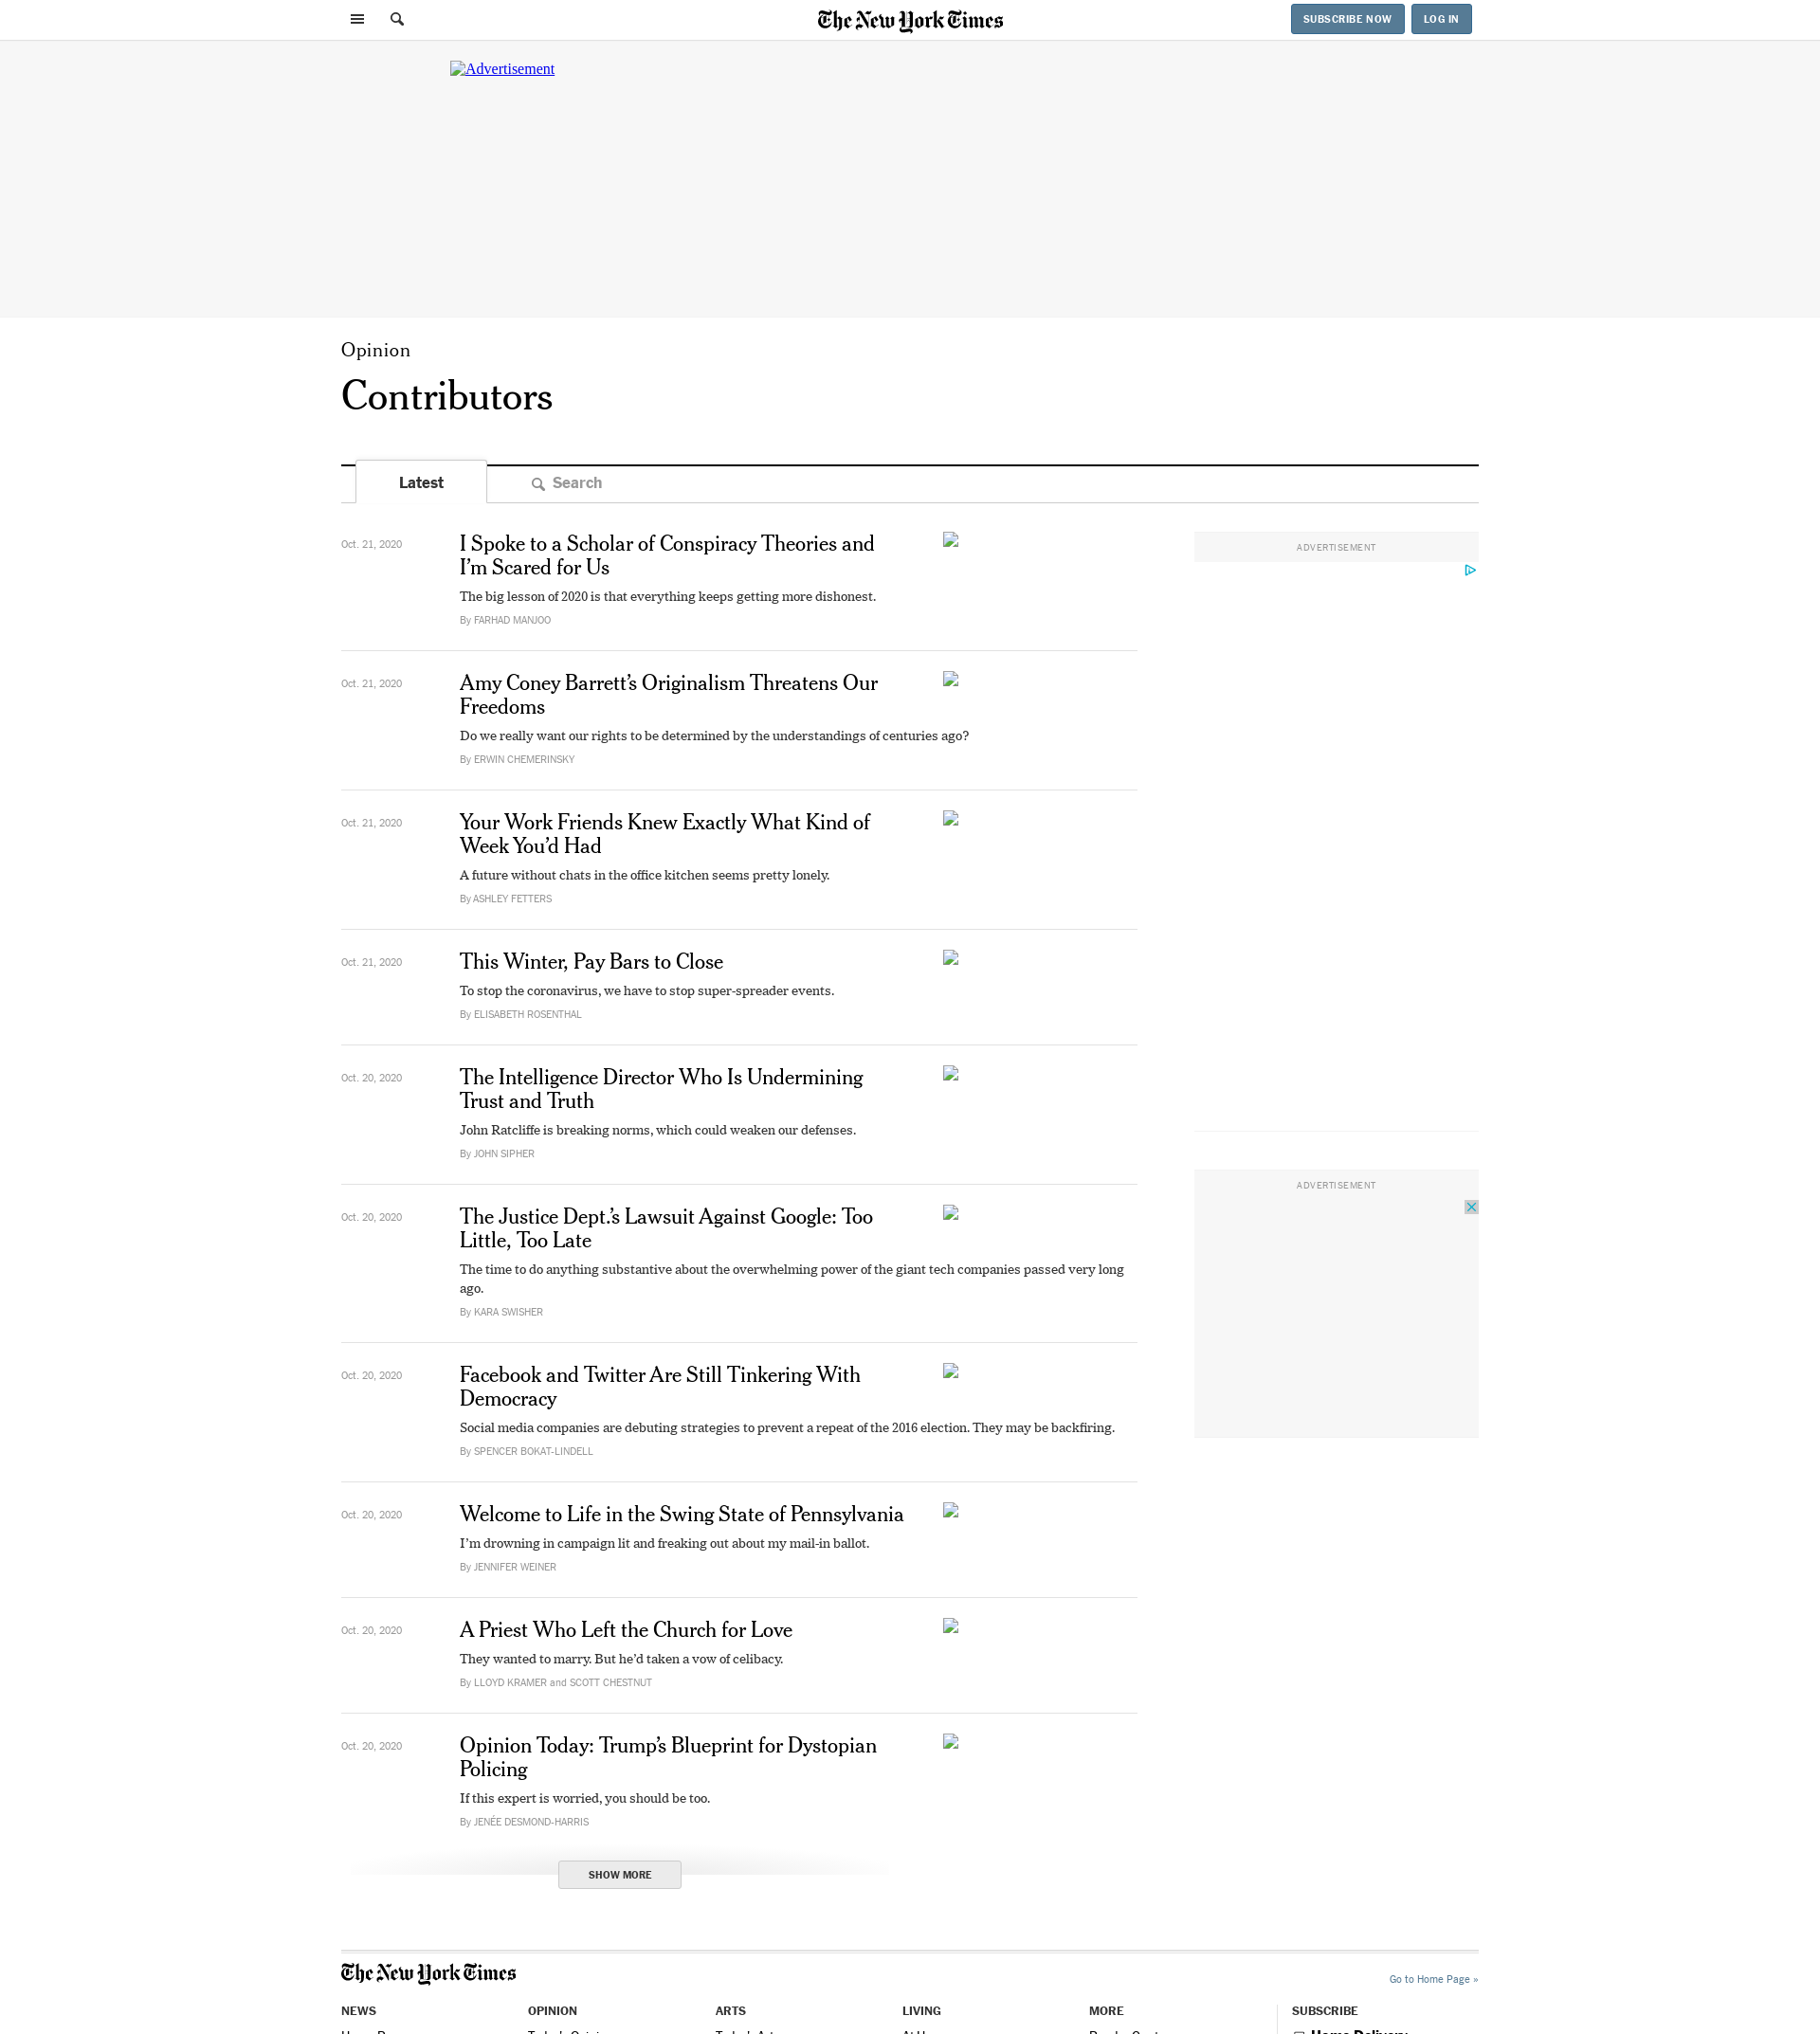 The New York Times
SUBSCRIBE NOW
LOG IN
Advertisement
Opinion
Contributors
Latest
Search
Oct. 21, 2020
I Spoke to a Scholar of Conspiracy Theories and
I’m Scared for Us
The big lesson of 2020 is that everything keeps getting more dishonest.
By FARHAD MANJOO
ADVERTISEMENT
Oct. 21, 2020
Amy Coney Barrett’s Originalism Threatens Our
Freedoms
Do we really want our rights to be determined by the understandings of centuries ago?
By ERWIN CHEMERINSKY
Oct. 21, 2020
Your Work Friends Knew Exactly What Kind of
Week You’d Had
A future without chats in the office kitchen seems pretty lonely.
By ASHLEY FETTERS
Oct. 21, 2020
This Winter, Pay Bars to Close
To stop the coronavirus, we have to stop super-spreader events.
By ELISABETH ROSENTHAL
Oct. 20, 2020
The Intelligence Director Who Is Undermining
Trust and Truth
John Ratcliffe is breaking norms, which could weaken our defenses.
By JOHN SIPHER
ADVERTISEMENT
Oct. 20, 2020
The Justice Dept.’s Lawsuit Against Google: Too
Little, Too Late
The time to do anything substantive about the overwhelming power of the giant tech companies passed very long
ago.
By KARA SWISHER
Oct. 20, 2020
Facebook and Twitter Are Still Tinkering With
Democracy
Social media companies are debuting strategies to prevent a repeat of the 2016 election. They may be backfiring.
By SPENCER BOKAT-LINDELL
Oct. 20, 2020
Welcome to Life in the Swing State of Pennsylvania
I’m drowning in campaign lit and freaking out about my mail-in ballot.
By JENNIFER WEINER
Oct. 20, 2020
A Priest Who Left the Church for Love
They wanted to marry. But he’d taken a vow of celibacy.
By LLOYD KRAMER and SCOTT CHESTNUT
Oct. 20, 2020
Opinion Today: Trump’s Blueprint for Dystopian
Policing
If this expert is worried, you should be too.
By JENÉE DESMOND-HARRIS
SHOW MORE
The New York Times
Go to Home Page »
NEWS
OPINION
ARTS
LIVING
MORE
SUBSCRIBE
Home Delivery